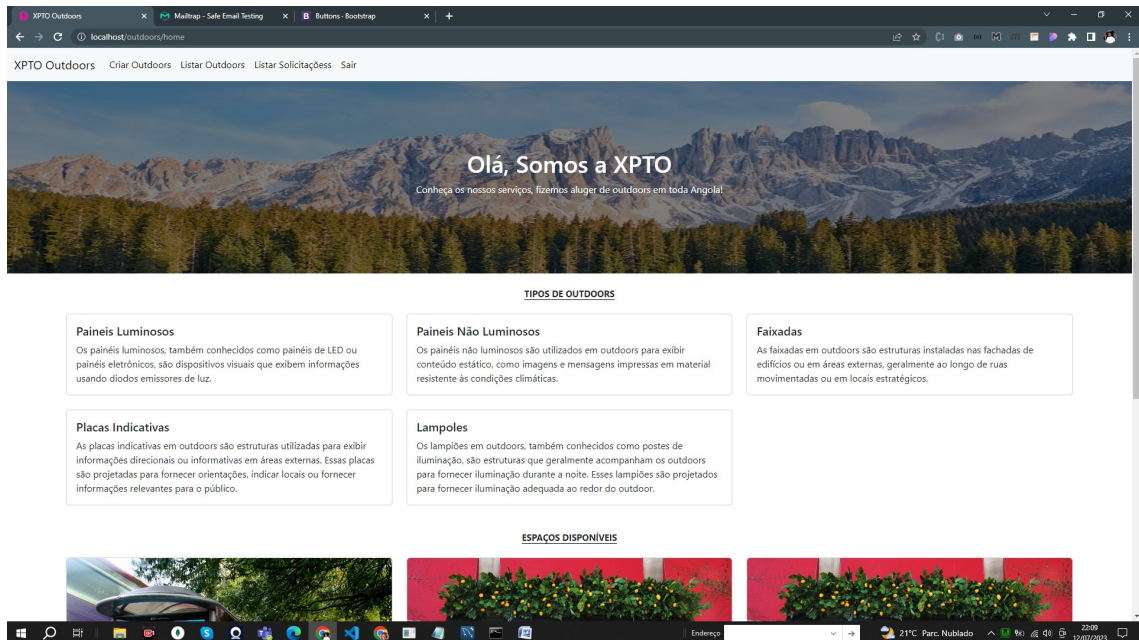 XPTO Outdoors
Mailtrap - Safe Email Testing
B Buttons · Bootstrap
localhost/outdoors/home
XPTO Outdoors Criar Outdoors Listar Outdoors Listar Solicitaçõess Sair
Olá, Somos a XPTO
Conheça os nossos serviços, fizemos aluger de outdoors em toda Angola!
TIPOS DE OUTDOORS
Paineis Luminosos
Os painéis luminosos, também conhecidos como painéis de LED ou
painéis eletrônicos, são dispositivos visuais que exibem informações
usando diodos emissores de luz.
Paineis Não Luminosos
Os painéis não luminosos são utilizados em outdoors para exibir
conteúdo estático, como imagens e mensagens impressas em material
resistente às condições climáticas.
Faixadas
As faixadas em outdoors são estruturas instaladas nas fachadas de
edifícios ou em áreas externas, geralmente ao longo de ruas
movimentadas ou em locais estratégicos.
Placas Indicativas
As placas indicativas em outdoors são estruturas utilizadas para exibir
informações direcionais ou informativas em áreas externas. Essas placas
são projetadas para fornecer orientações, indicar locais ou fornecer
informações relevantes para o público.
Lampoles
Os lampiões em outdoors, também conhecidos como postes de
iluminação, são estruturas que geralmente acompanham os outdoors
para fornecer iluminação durante a noite. Esses lampiões são projetados
para fornecer iluminação adequada ao redor do outdoor.
ESPAÇOS DISPONÍVEIS
Endereço
21°C Parc. Nublado
22:09
12/07/2023